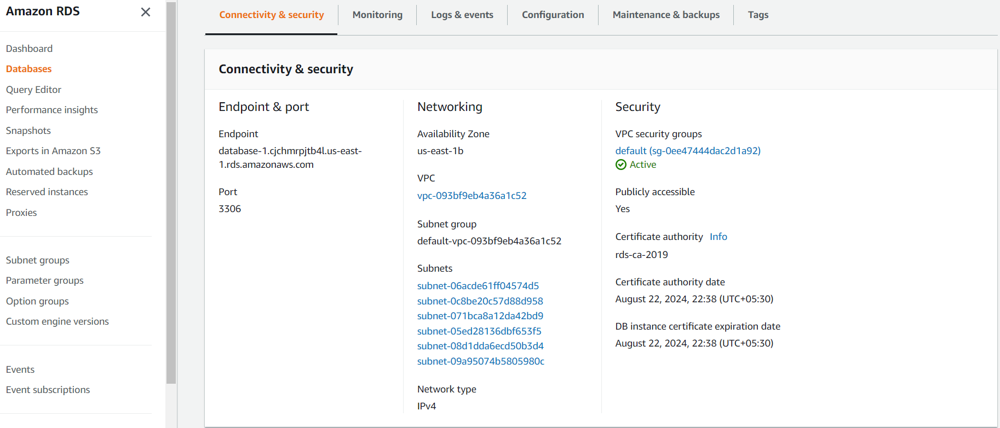 Amazon RDS
Dashboard
Databases
Query Editor
Performance insights
Snapshots
Exports in Amazon S3
Automated backups
Reserved instances
Proxies
Subnet groups
Parameter groups
Option groups
Custom engine versions
Events
Event subscriptions
Connectivity & security
Monitoring
Logs & events
Configuration
Maintenance & backups
Tags
Connectivity & security
Endpoint & port
Endpoint
database-1.cjchmrpjtb4l.us-east-
1.rds.amazonaws.com
Port
3306
Networking
Availability Zone
us-east-1b
VPC
vpc-093bf9eb4a36a1c52
Subnet group
default-vpc-093bf9eb4a36a1c52
Subnets
subnet-06acde61ff04574d5
subnet-0c8be20c57d88d958
subnet-071bca8a12da42bd9
subnet-05ed28136dbf653f5
subnet-08d1dda6ecd50b3d4
subnet-09a95074b5805980c
Network type
IPv4
Security
VPC security groups
default (sg-0ee47444dac2d1a92)
Active
Publicly accessible
Yes
Certificate authority Info
rds-ca-2019
Certificate authority date
August 22, 2024, 22:38 (UTC+05:30)
DB instance certificate expiration date
August 22, 2024, 22:38 (UTC+05:30)